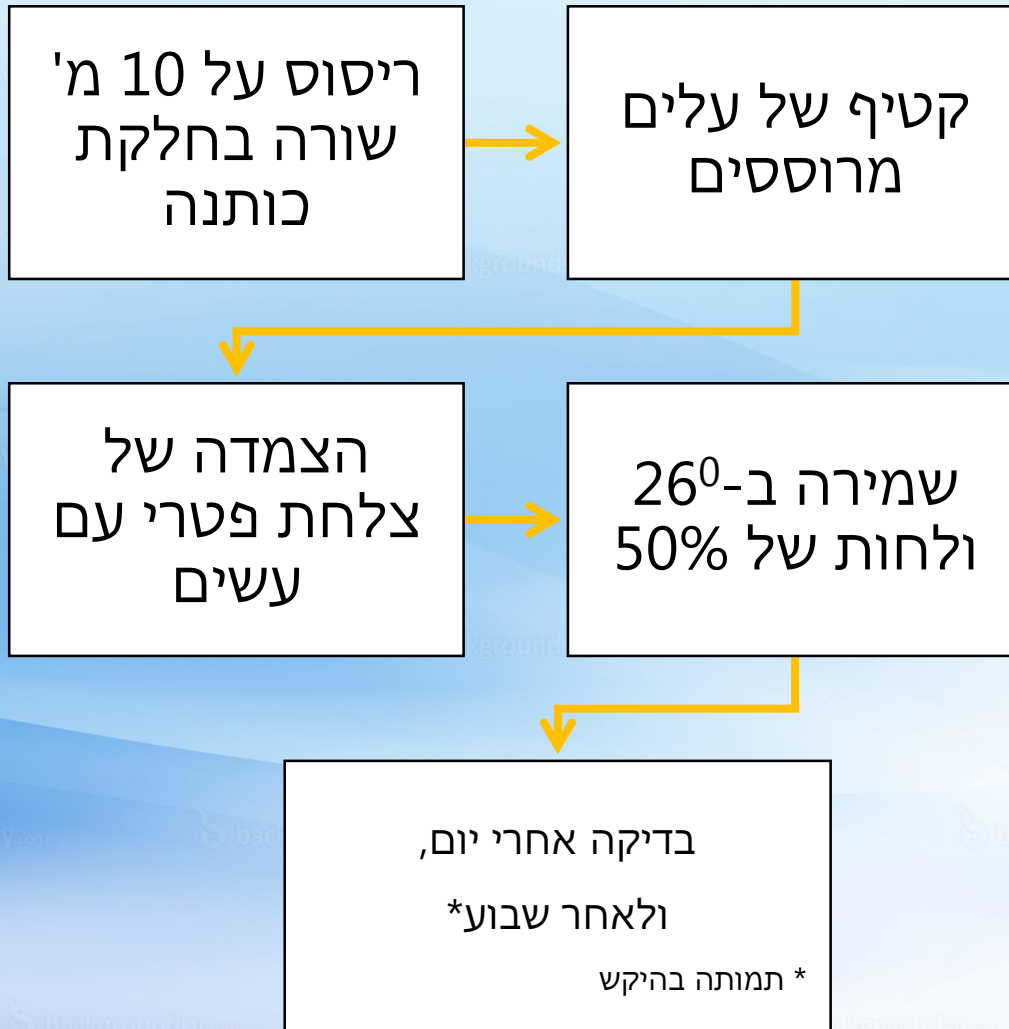 ריסוס על 10 מ'
שורה בחלקת
כותנה
קטיף של עלים
מרוססים
הצמדה של
צלחת פטרי עם
עשים
שמירה ב-26⁰
ולחות של 50%
בדיקה אחרי יום,
ולאחר שבוע*
* תמותה בהיקש